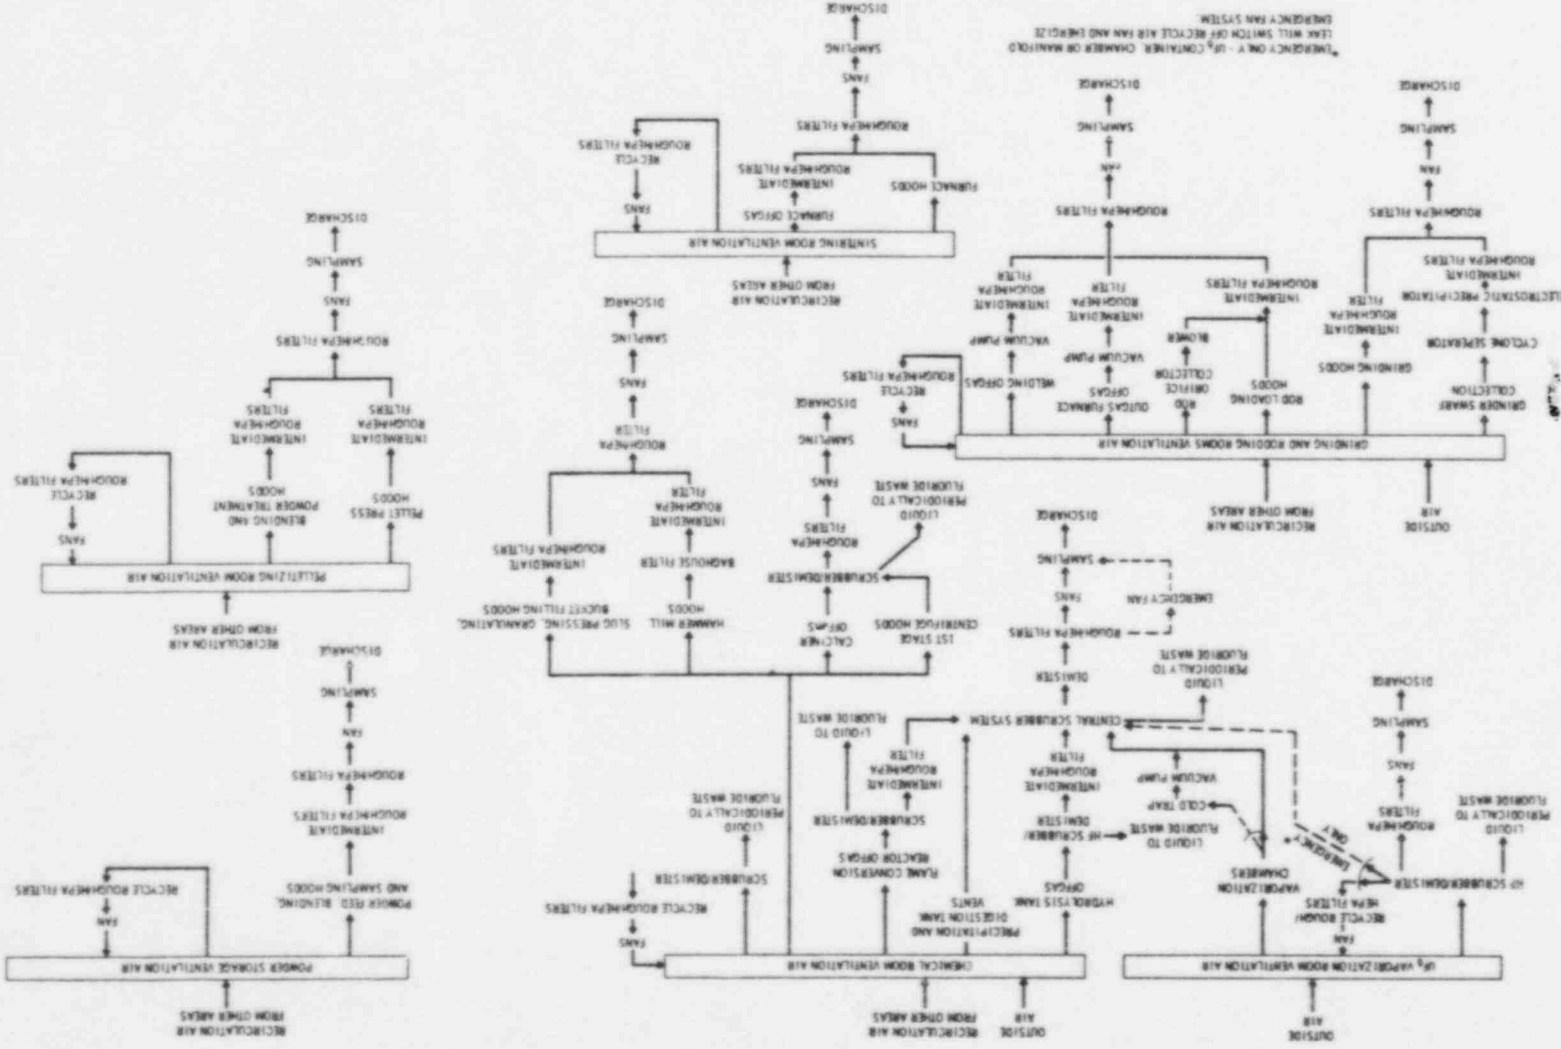 OUTSIDE
AIR
UF6 VAPORIZATION ROOM VENTILATION AIR
HF SCRUBBER/DEMISTER
LIQUID
PERIODICALLY TO
FLUORIDE WASTE
ROUGH/HEPA
FILTERS
FANS
SAMPLING
DISCHARGE
FAN
RECYCLE ROUGH/
HEPA FILTERS
EMERGENCY
ONLY
*
VAPORIZATION
CHAMBERS
COLD TRAP
VACUUM PUMP
OUTSIDE
AIR
RECIRCULATION AIR
FROM OTHER AREAS
CHEMICAL ROOM VENTILATION AIR
HYDROLYSIS TANK
OFFGAS
HF SCRUBBER/
DEMISTER
LIQUID TO
FLUORIDE WASTE
INTERMEDIATE
ROUGH/HEPA
FILTER
PRECIPITATION AND
DIGESTION TANK
VENTS
FLAME CONVERSION
REACTOR OFFGAS
SCRUBBER/DEMISTER
INTERMEDIATE
ROUGH/HEPA
FILTER
LIQUID TO
FLUORIDE WASTE
SCRUBBER/DEMISTER
LIQUID
PERIODICALLY TO
FLUORIDE WASTE
FANS
RECYCLE ROUGH/HEPA FILTERS
CENTRAL SCRUBBER SYSTEM
LIQUID
PERIODICALLY TO
FLUORIDE WASTE
DEMISTER
ROUGH/HEPA FILTERS
EMERGENCY FAN
FANS
SAMPLING
DISCHARGE
1ST STAGE
CENTRIFUGE HOODS
CALCINER
SCRUBBER/DEMISTER
LIQUID
PERIODICALLY TO
FLUORIDE WASTE
ROUGH/HEPA
FILTERS
FANS
SAMPLING
DISCHARGE
HAMMER MILL
HOODS
BAGHOUSE FILTER
INTERMEDIATE
ROUGH/HEPA
FILTER
SLUG PRESSING, GRANULATING,
BUCKET FILLING HOODS
INTERMEDIATE
ROUGH/HEPA FILTERS
ROUGH/HEPA
FILTER
FANS
SAMPLING
DISCHARGE
RECIRCULATION AIR
FROM OTHER AREAS
POWDER STORAGE VENTILATION AIR
POWDER FEED BLENDING,
AND SAMPLING HOODS
INTERMEDIATE
ROUGH/HEPA FILTERS
ROUGH/HEPA FILTERS
FAN
SAMPLING
DISCHARGE
FAN
RECYCLE ROUGH/HEPA FILTERS
OUTSIDE
AIR
RECIRCULATION AIR
FROM OTHER AREAS
GRINDING AND RODDING ROOMS VENTILATION AIR
GRINDER SWARF
COLLECTION
CYCLONE SEPERATOR
ELECTROSTATIC PRECIPITATOR
INTERMEDIATE
ROUGH/HEPA FILTERS
GRINDING HOODS
INTERMEDIATE
ROUGH/HEPA
FILTER
ROUGH/HEPA FILTERS
FAN
SAMPLING
DISCHARGE
ROD LOADING
HOODS
ROD
ORIFICE
COLLECTOR
BLOWER
INTERMEDIATE
ROUGH/HEPA FILTERS
OUTGAS FURNACE
OFFGAS
VACUUM PUMP
INTERMEDIATE
ROUGH/HEPA
FILTER
WELDING OFFGAS
VACUUM PUMP
INTERMEDIATE
ROUGH/HEPA
FILTER
ROUGH/HEPA FILTERS
FAN
SAMPLING
DISCHARGE
FANS
RECYCLE
ROUGH/HEPA FILTERS
RECIRCULATION AIR
FROM OTHER AREAS
PELLETIZING ROOM VENTILATION AIR
PELLET PRESS
HOODS
INTERMEDIATE
ROUGH/HEPA
FILTERS
BLENDING AND
POWDER TREATMENT
HOODS
INTERMEDIATE
ROUGH/HEPA
FILTERS
ROUGH/HEPA FILTERS
FANS
SAMPLING
DISCHARGE
FANS
RECYCLE
ROUGH/HEPA FILTERS
RECIRCULATION AIR
FROM OTHER AREAS
SINTERING ROOM VENTILATION AIR
FURNACE HOODS
FURNACE OFFGAS
INTERMEDIATE
ROUGH/HEPA FILTERS
ROUGH/HEPA FILTERS
FANS
SAMPLING
DISCHARGE
FANS
RECYCLE
ROUGH/HEPA FILTERS
*EMERGENCY ONLY - UF6 CONTAINER, CHAMBER OR MANIFOLD
LEAK WILL SWITCH OFF RECYCLE AIR FAN AND ENERGIZE
EMERGENCY FAN SYSTEM.